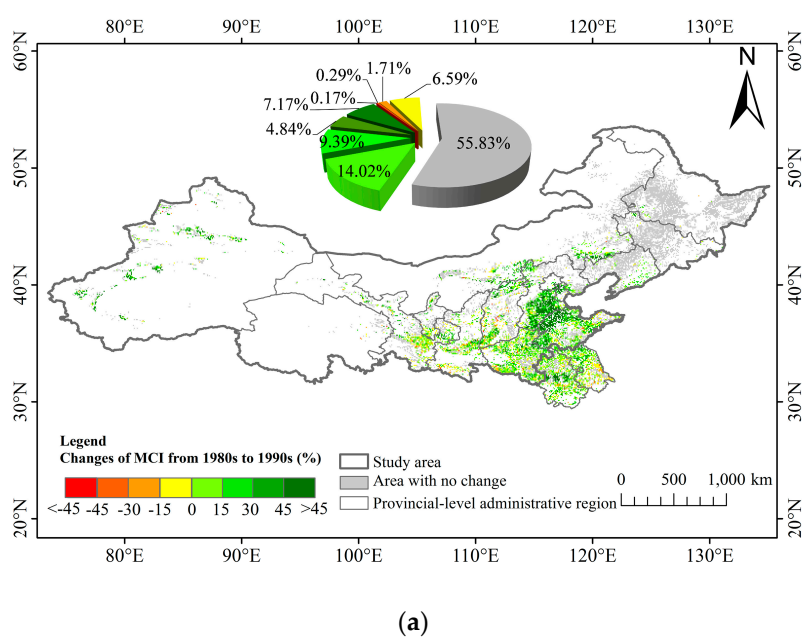 80°E 90°E 100°E 110°E 120°E 130°E
60°N 60°N
N
1.71%
0.29% 6.59%
0.17%
7.17%
4.84%
9.39% 55.83%
14.02%
50°N 50°N
40°N 40°N
30°N 30°N
Legend
Changes of MCI from 1980s to 1990s (%)
<-45 -45 -30 -15 0 15 30 45 >45
Study area
Area with no change
Provincial-level administrative region
0 500 1,000 km
20°N 20°N
80°E 90°E 100°E 110°E 120°E 130°E
(a)